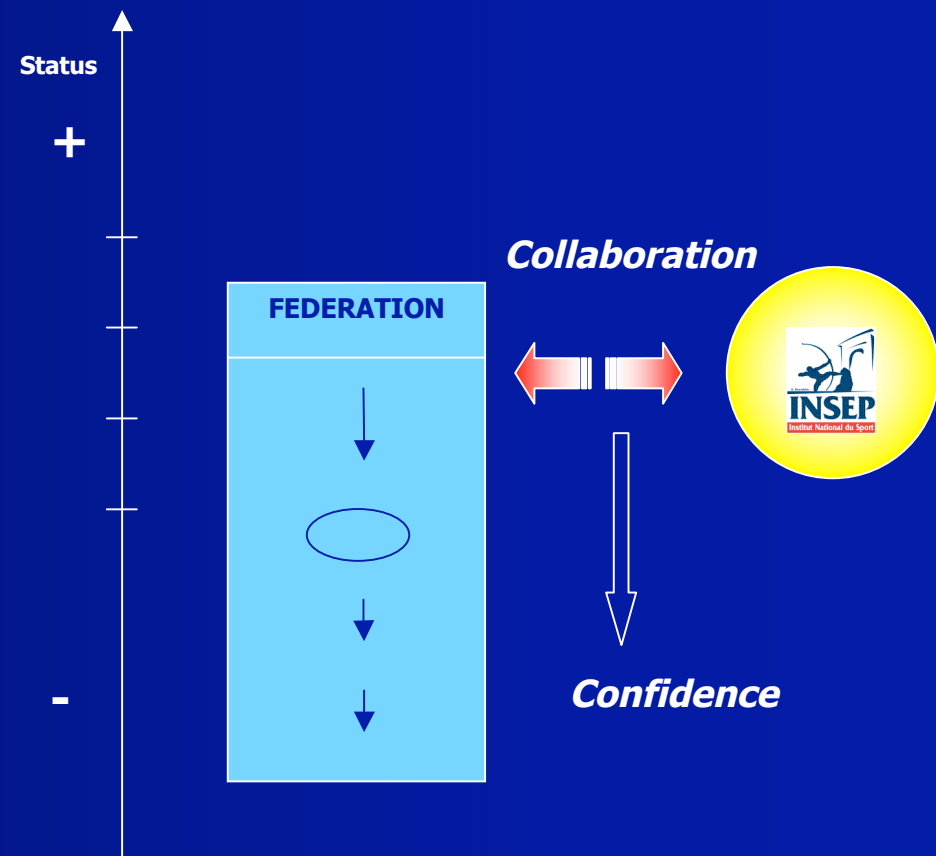 Status
+
Collaboration
FEDERATION
INSEP
Institut National du Sport
-
Confidence